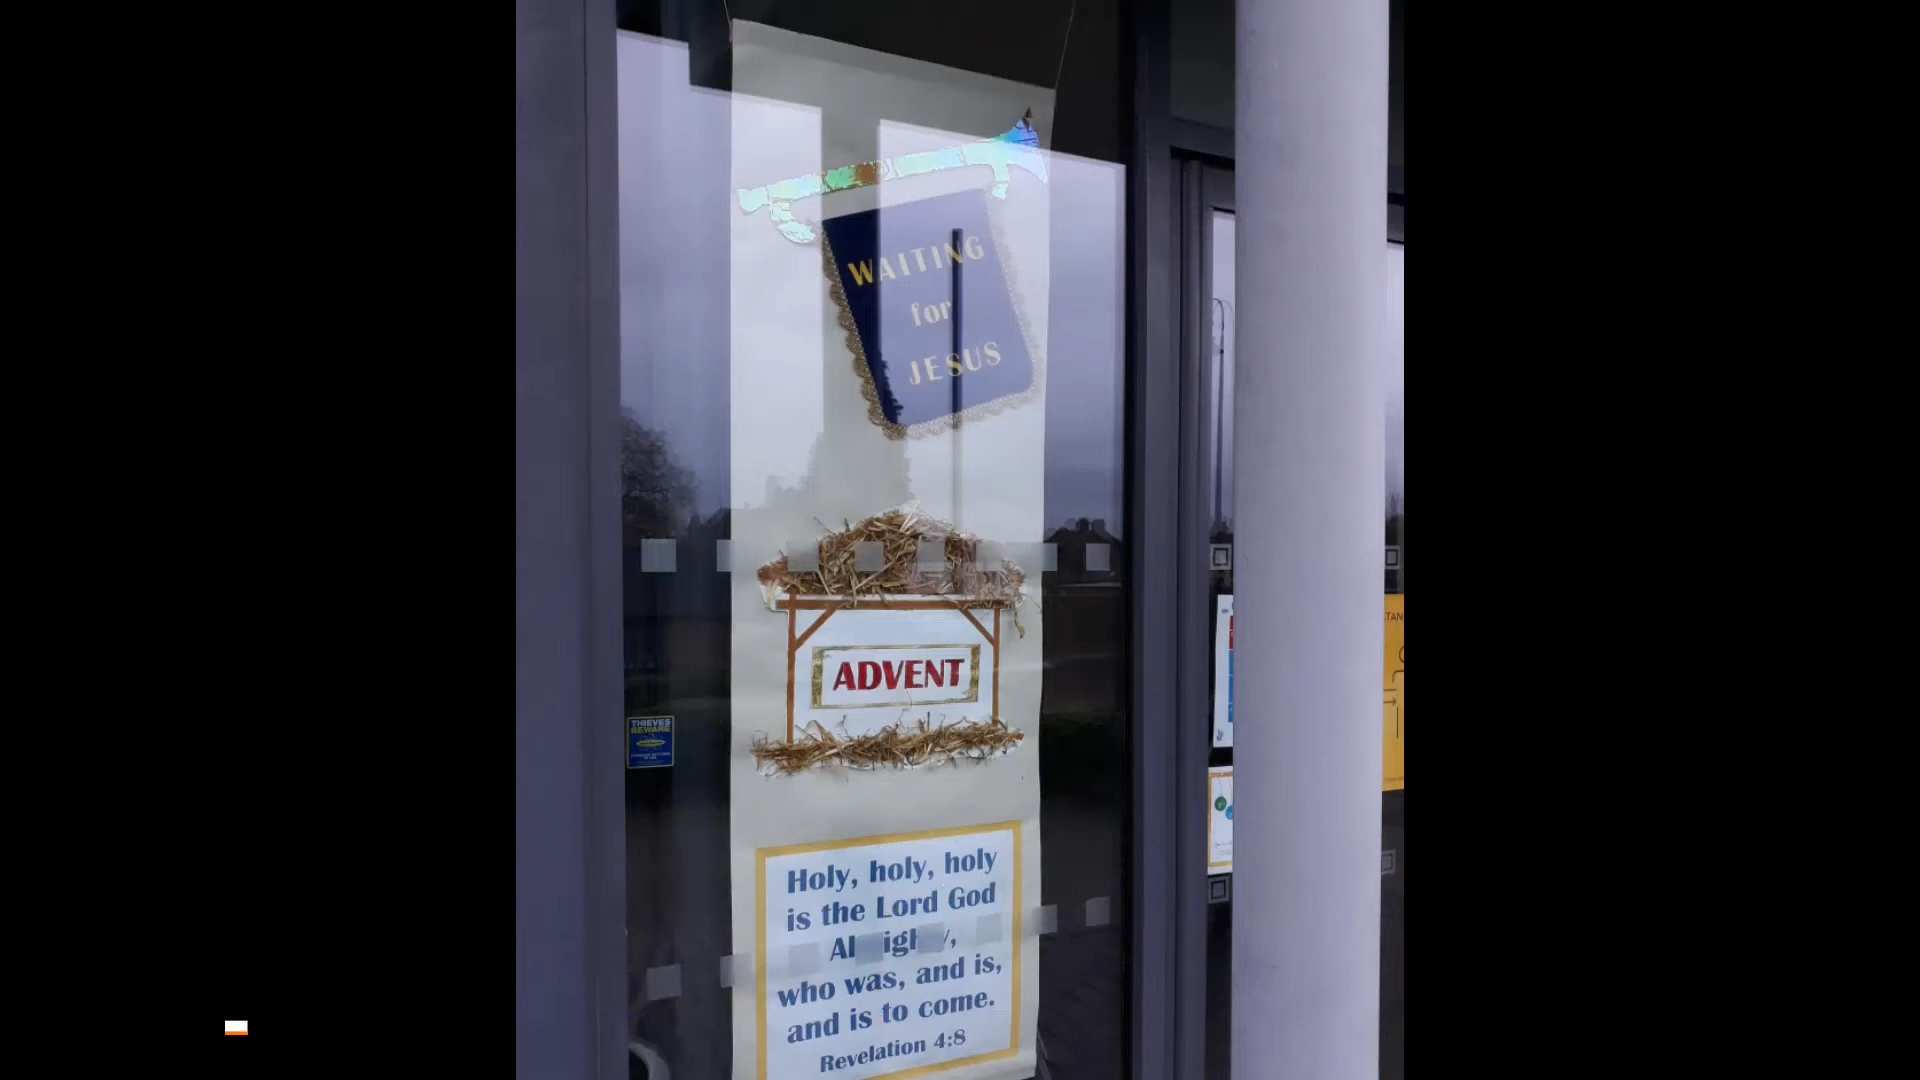 WAITING
for
JESUS
ADVENT
THIEVES
BEWARE
Holy, holy, holy
is the Lord God
who was, and is,
and is to come.
Revelation 4:8